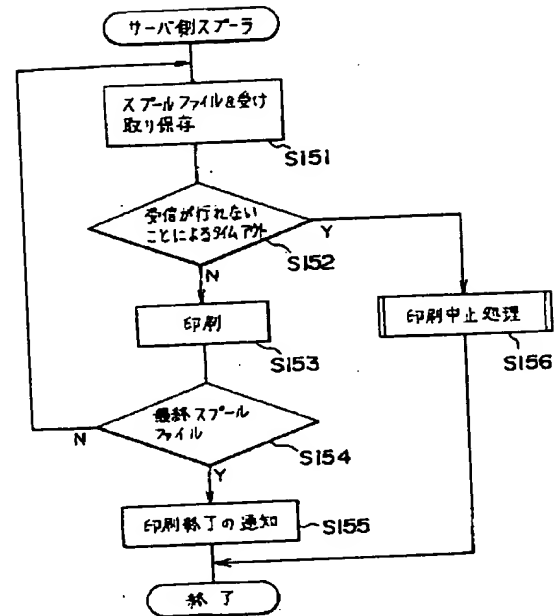 サーバ側スプーラ
スプールファイル&受け
取り保存
S151
受信が行れない
ことによるタイムアウト
Y
S152
N
印刷
S153
印刷中止処理
S156
最終スプール
ファイル
N
S154
Y
印刷終了の通知
S155
終了